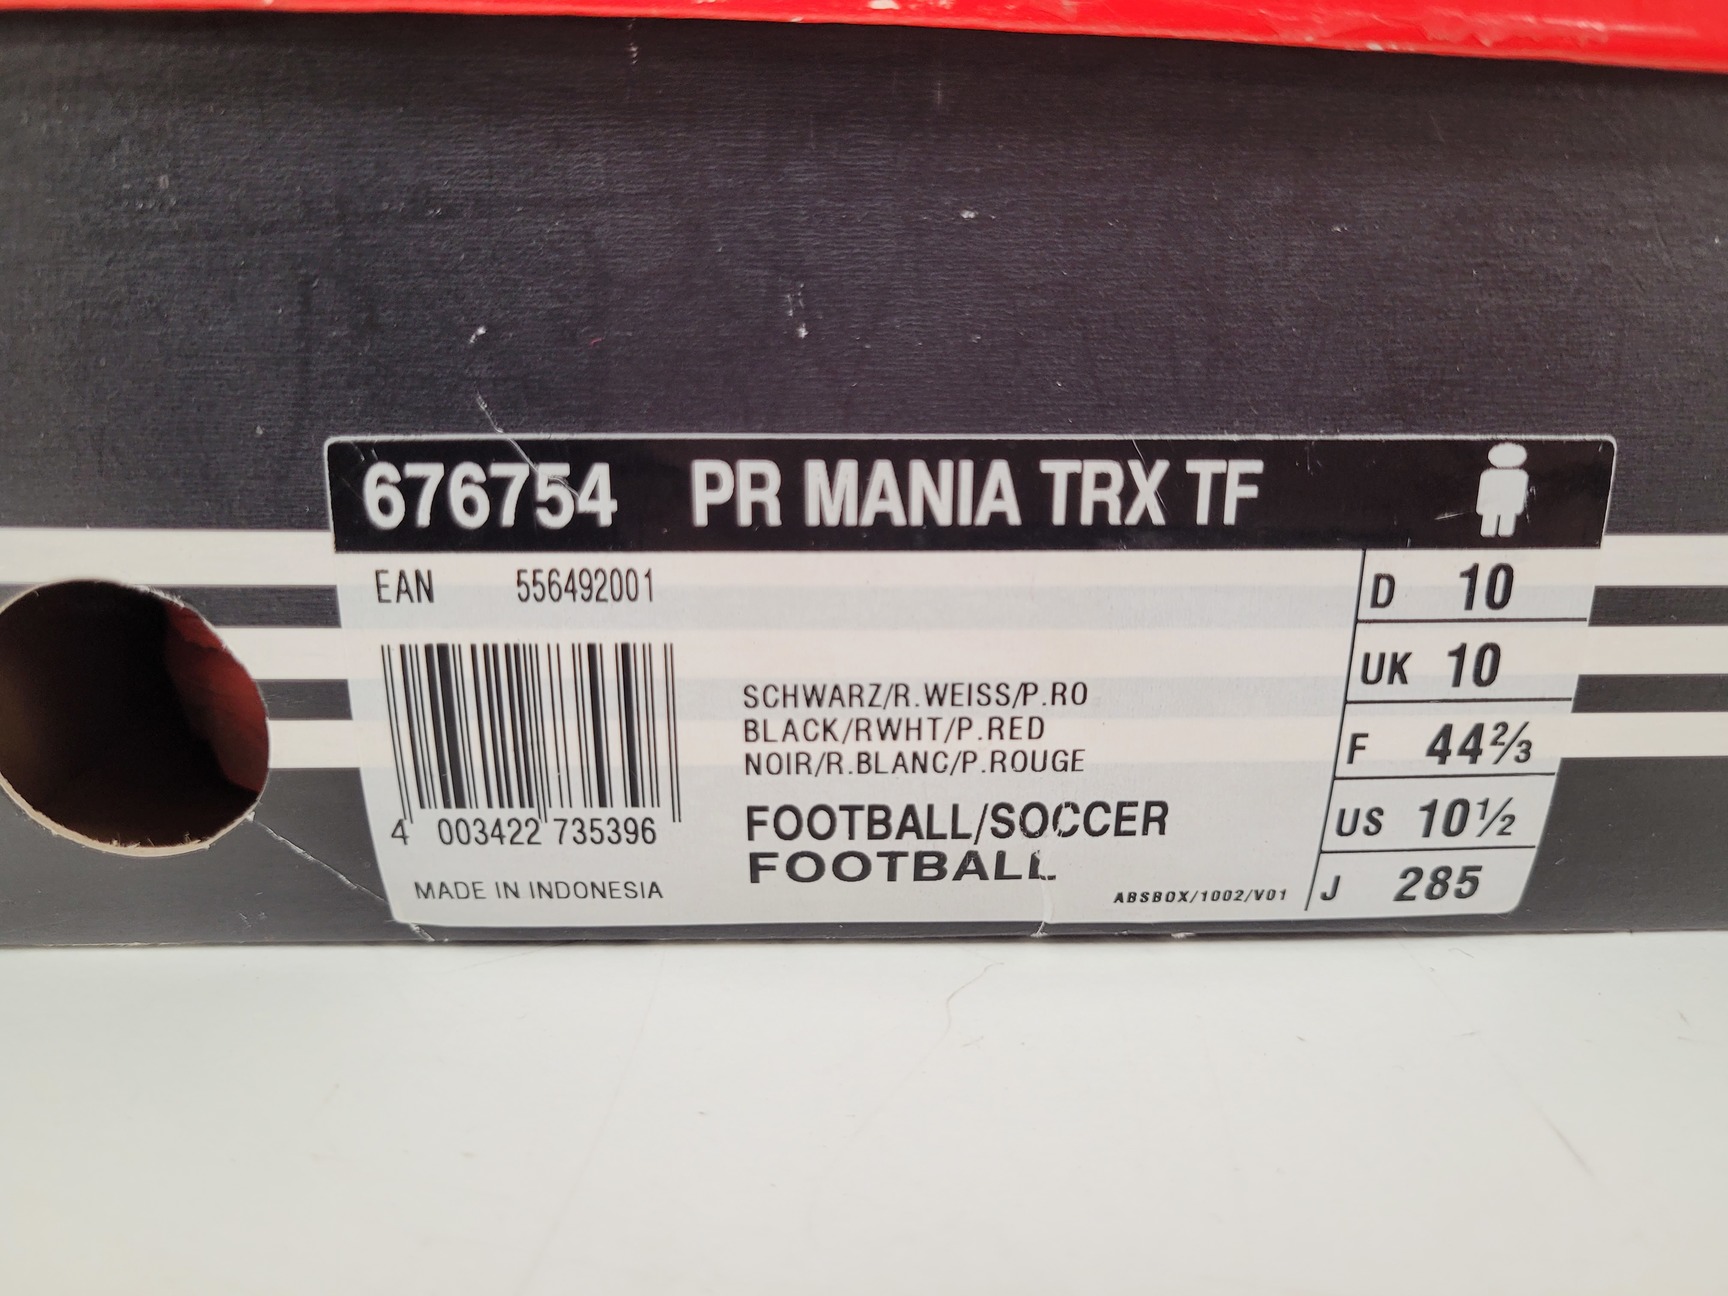 676754 PR MANIA TRX TF
EAN 556492001
4 003422 735396
MADE IN INDONESIA
SCHWARZ/R.WEISS/P.RO
BLACK/RWHT/P.RED
NOIR/R.BLANC/P.ROUGE
FOOTBALL/SOCCER
FOOTBALL
ABSBOX/1002/V01
D 10
UK 10
F 44⅔
US 10½
J 285